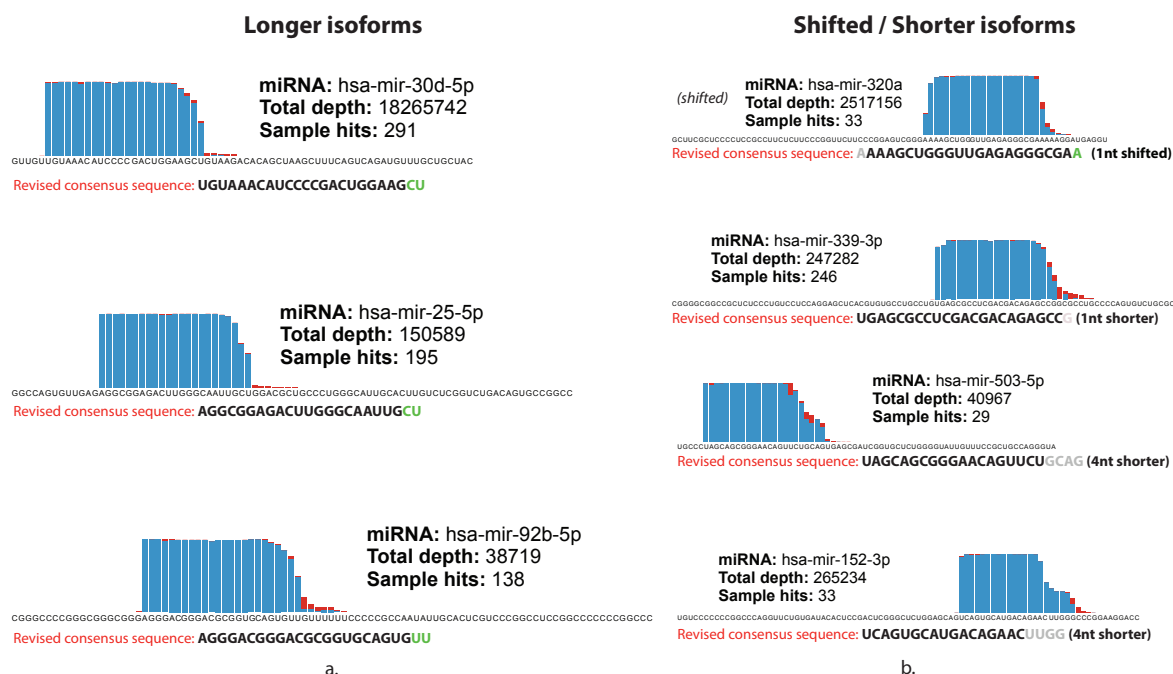 Longer isoforms
miRNA: hsa-mir-30d-5p
Total depth: 18265742
Sample hits: 291
GUUGUUGUAAACAUCCCCGACUGGAAGCUGUAAGACACAGCUAAGCUUUCAGUCAGAUGUUUGCUGCUAC
Revised consensus sequence: UGUAAACAUCCCCGACUGGAAGCU
miRNA: hsa-mir-25-5p
Total depth: 150589
Sample hits: 195
GGCCAGUGUUGAGAGGCGGAGACUUGGGCAAUUGCUGGACGCUGCCCUGGGCAUUGCACUUGUCUCGGUCUGACAGUGCCGGCC
Revised consensus sequence: AGGCGGAGACUUGGGCAAUUGCU
miRNA: hsa-mir-92b-5p
Total depth: 38719
Sample hits: 138
CGGGCCCCGGGCGGGCGGGAGGGACGGGACGCGGUGCAGUGUUGUUUUUUCCCCCGCCAAUAUUGCACUCGUCCCGGCCUCCGGCCCCCCCGGCCC
Revised consensus sequence: AGGGACGGGACGCGGUGCAGUGUU
a.
Shifted / Shorter isoforms
(shifted)
miRNA: hsa-mir-320a
Total depth: 2517156
Sample hits: 33
GCUUCGCUCCCCUCCGCCUUCUCUUCCCGGUUCUUCCCGGAGUCGGGAAAAGCUGGGUUGAGAGGGCGAAAAAGGAUGAGGU
Revised consensus sequence: AAAAGCUGGGUUGAGAGGGCGAA (1nt shifted)
miRNA: hsa-mir-339-3p
Total depth: 247282
Sample hits: 246
CGGGGCGGCCGCUCUCCCUGUCCUCCAGGAGCUCACGUGUGCCUGCCUGUGAGCGCCUCGACGACAGAGCCGGCGCCUGCCCCAGUGUCUGCGC
Revised consensus sequence: UGAGCGCCUCGACGACAGAGCCG (1nt shorter)
miRNA: hsa-mir-503-5p
Total depth: 40967
Sample hits: 29
UGCCCUAGCAGCGGGAACAGUUCUGCAGUGAGCGAUCGGUGCUCUGGGGUAUUGUUUCCGCUGCCAGGGUA
Revised consensus sequence: UAGCAGCGGGAACAGUUCUGCAG (4nt shorter)
miRNA: hsa-mir-152-3p
Total depth: 265234
Sample hits: 33
UGUCCCCCCCGGCCCAGGUUCUGUGAUACACUCCGACUCGGGCUCUGGAGCAGUCAGUGCAUGACAGAACUUGGGCCCGGAAGGACC
Revised consensus sequence: UCAGUGCAUGACAGAACUUGG (4nt shorter)
b.